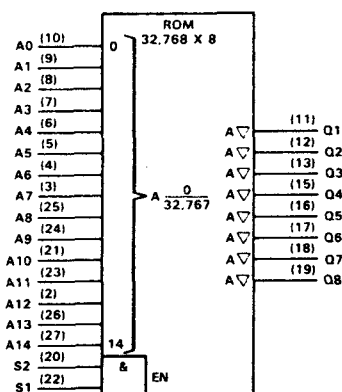 ROM
32,768 X 8
A0 (10) 0
A1 (9)
A2 (8)
A3 (7)
A4 (6)
A5 (5)
A6 (4)
A7 (3)
A8 (25)
A9 (24)
A10 (21)
A11 (23)
A12 (2)
A13 (26)
A14 (27) 14
S2 (20) &
S1 (22) EN
A 0
32,767
A ▽ (11) Q1
A ▽ (12) Q2
A ▽ (13) Q3
A ▽ (15) Q4
A ▽ (16) Q5
A ▽ (17) Q6
A ▽ (18) Q7
A ▽ (19) Q8